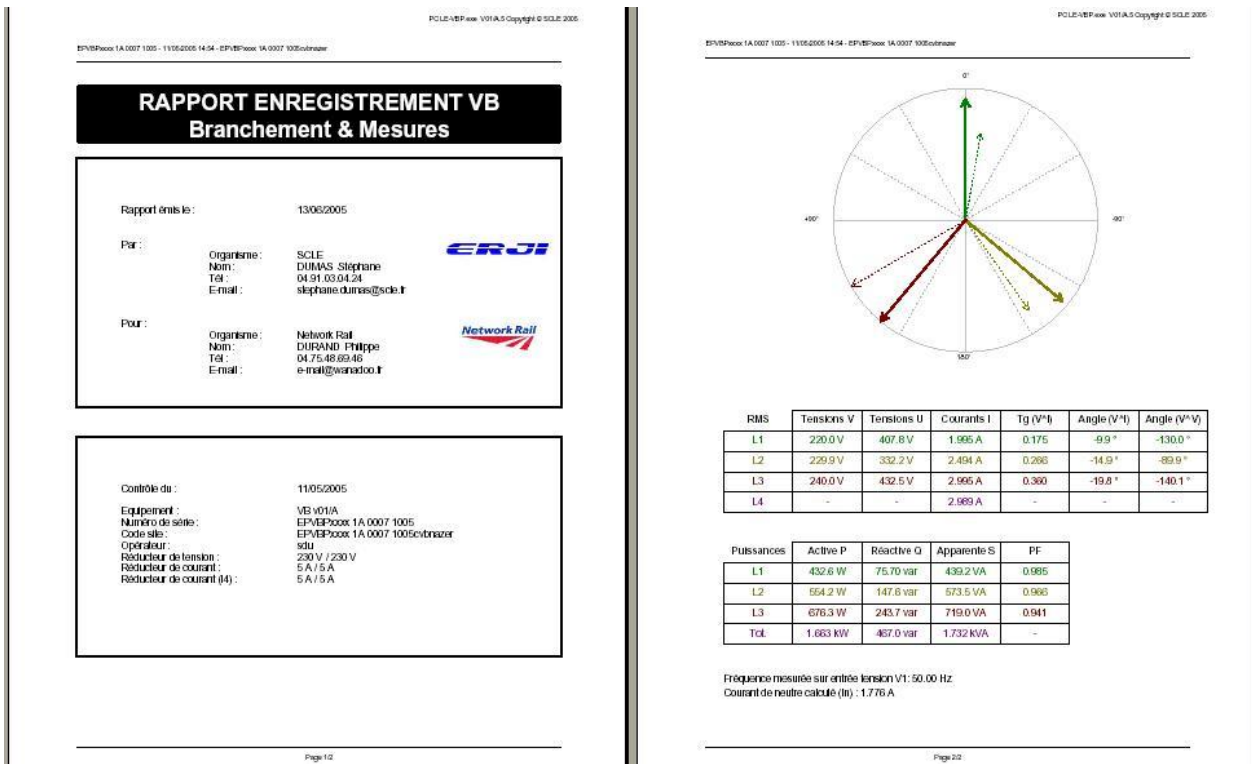 PCLE-VBP.exe V01/A.5 Copyright © SCLE 2005
EPVBPxxxx 1A 0007 1005 - 11/05/2005 14:54 - EPVBPxxxx 1A 0007 1005cvbnazer
RAPPORT ENREGISTREMENT VB
Branchement & Mesures
Rapport émis le : 13/06/2005
Par :
Organisme : SCLE
Nom : DUMAS Stéphane
Tél : 04.91.03.04.24
E-mail : stephane.dumas@scle.fr
ERJI
Pour :
Organisme : Network Rail
Nom : DURAND Philippe
Tél : 04.75.48.69.46
E-mail : e-mail@wanadoo.fr
Network Rail
Contrôle du : 11/05/2005
Equipement : VB v01/A
Numéro de série : EPVBPxxxx 1A 0007 1005
Code site : EPVBPxxxx 1A 0007 1005cvbnazer
Opérateur : sdu
Réducteur de tension : 230 V / 230 V
Réducteur de courant : 5 A / 5 A
Réducteur de courant (I4) : 5 A / 5 A
Page 1/2
PCLE-VBP.exe V01/A.5 Copyright © SCLE 2005
EPVBPxxxx 1A 0007 1005 - 11/05/2005 14:54 - EPVBPxxxx 1A 0007 1005cvbnazer
0°
+90° -90°
180°
RMS Tensions V Tensions U Courants I Tg (V^I) Angle (V^I) Angle (V^V)
L1 220.0 V 407.8 V 1.995 A 0.175 -9.9 ° -130.0 °
L2 229.9 V 332.2 V 2.494 A 0.266 -14.9 ° -89.9 °
L3 240.0 V 432.5 V 2.995 A 0.360 -19.8 ° -140.1 °
L4 - - 2.989 A - - -
Puissances Active P Réactive Q Apparente S PF
L1 432.6 W 75.70 var 439.2 VA 0.985
L2 554.2 W 147.6 var 573.5 VA 0.966
L3 676.3 W 243.7 var 719.0 VA 0.941
Tot. 1.663 kW 467.0 var 1.732 kVA -
Fréquence mesurée sur entrée tension V1: 50.00 Hz
Courant de neutre calculé (In) : 1.776 A
Page 2/2